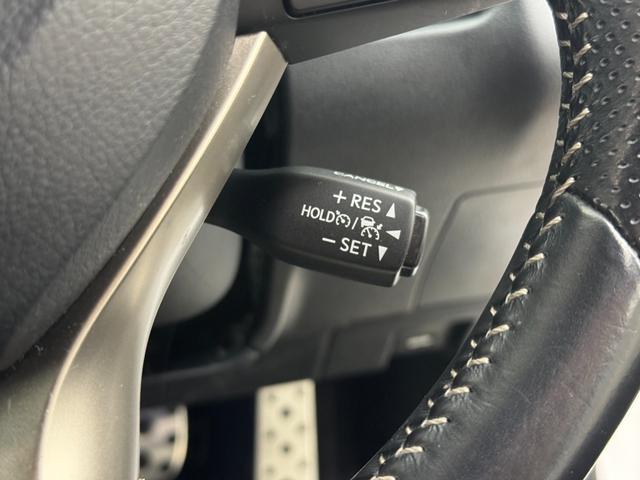 CANCEL
+ RES ▲
HOLD / ◀
− SET ▼